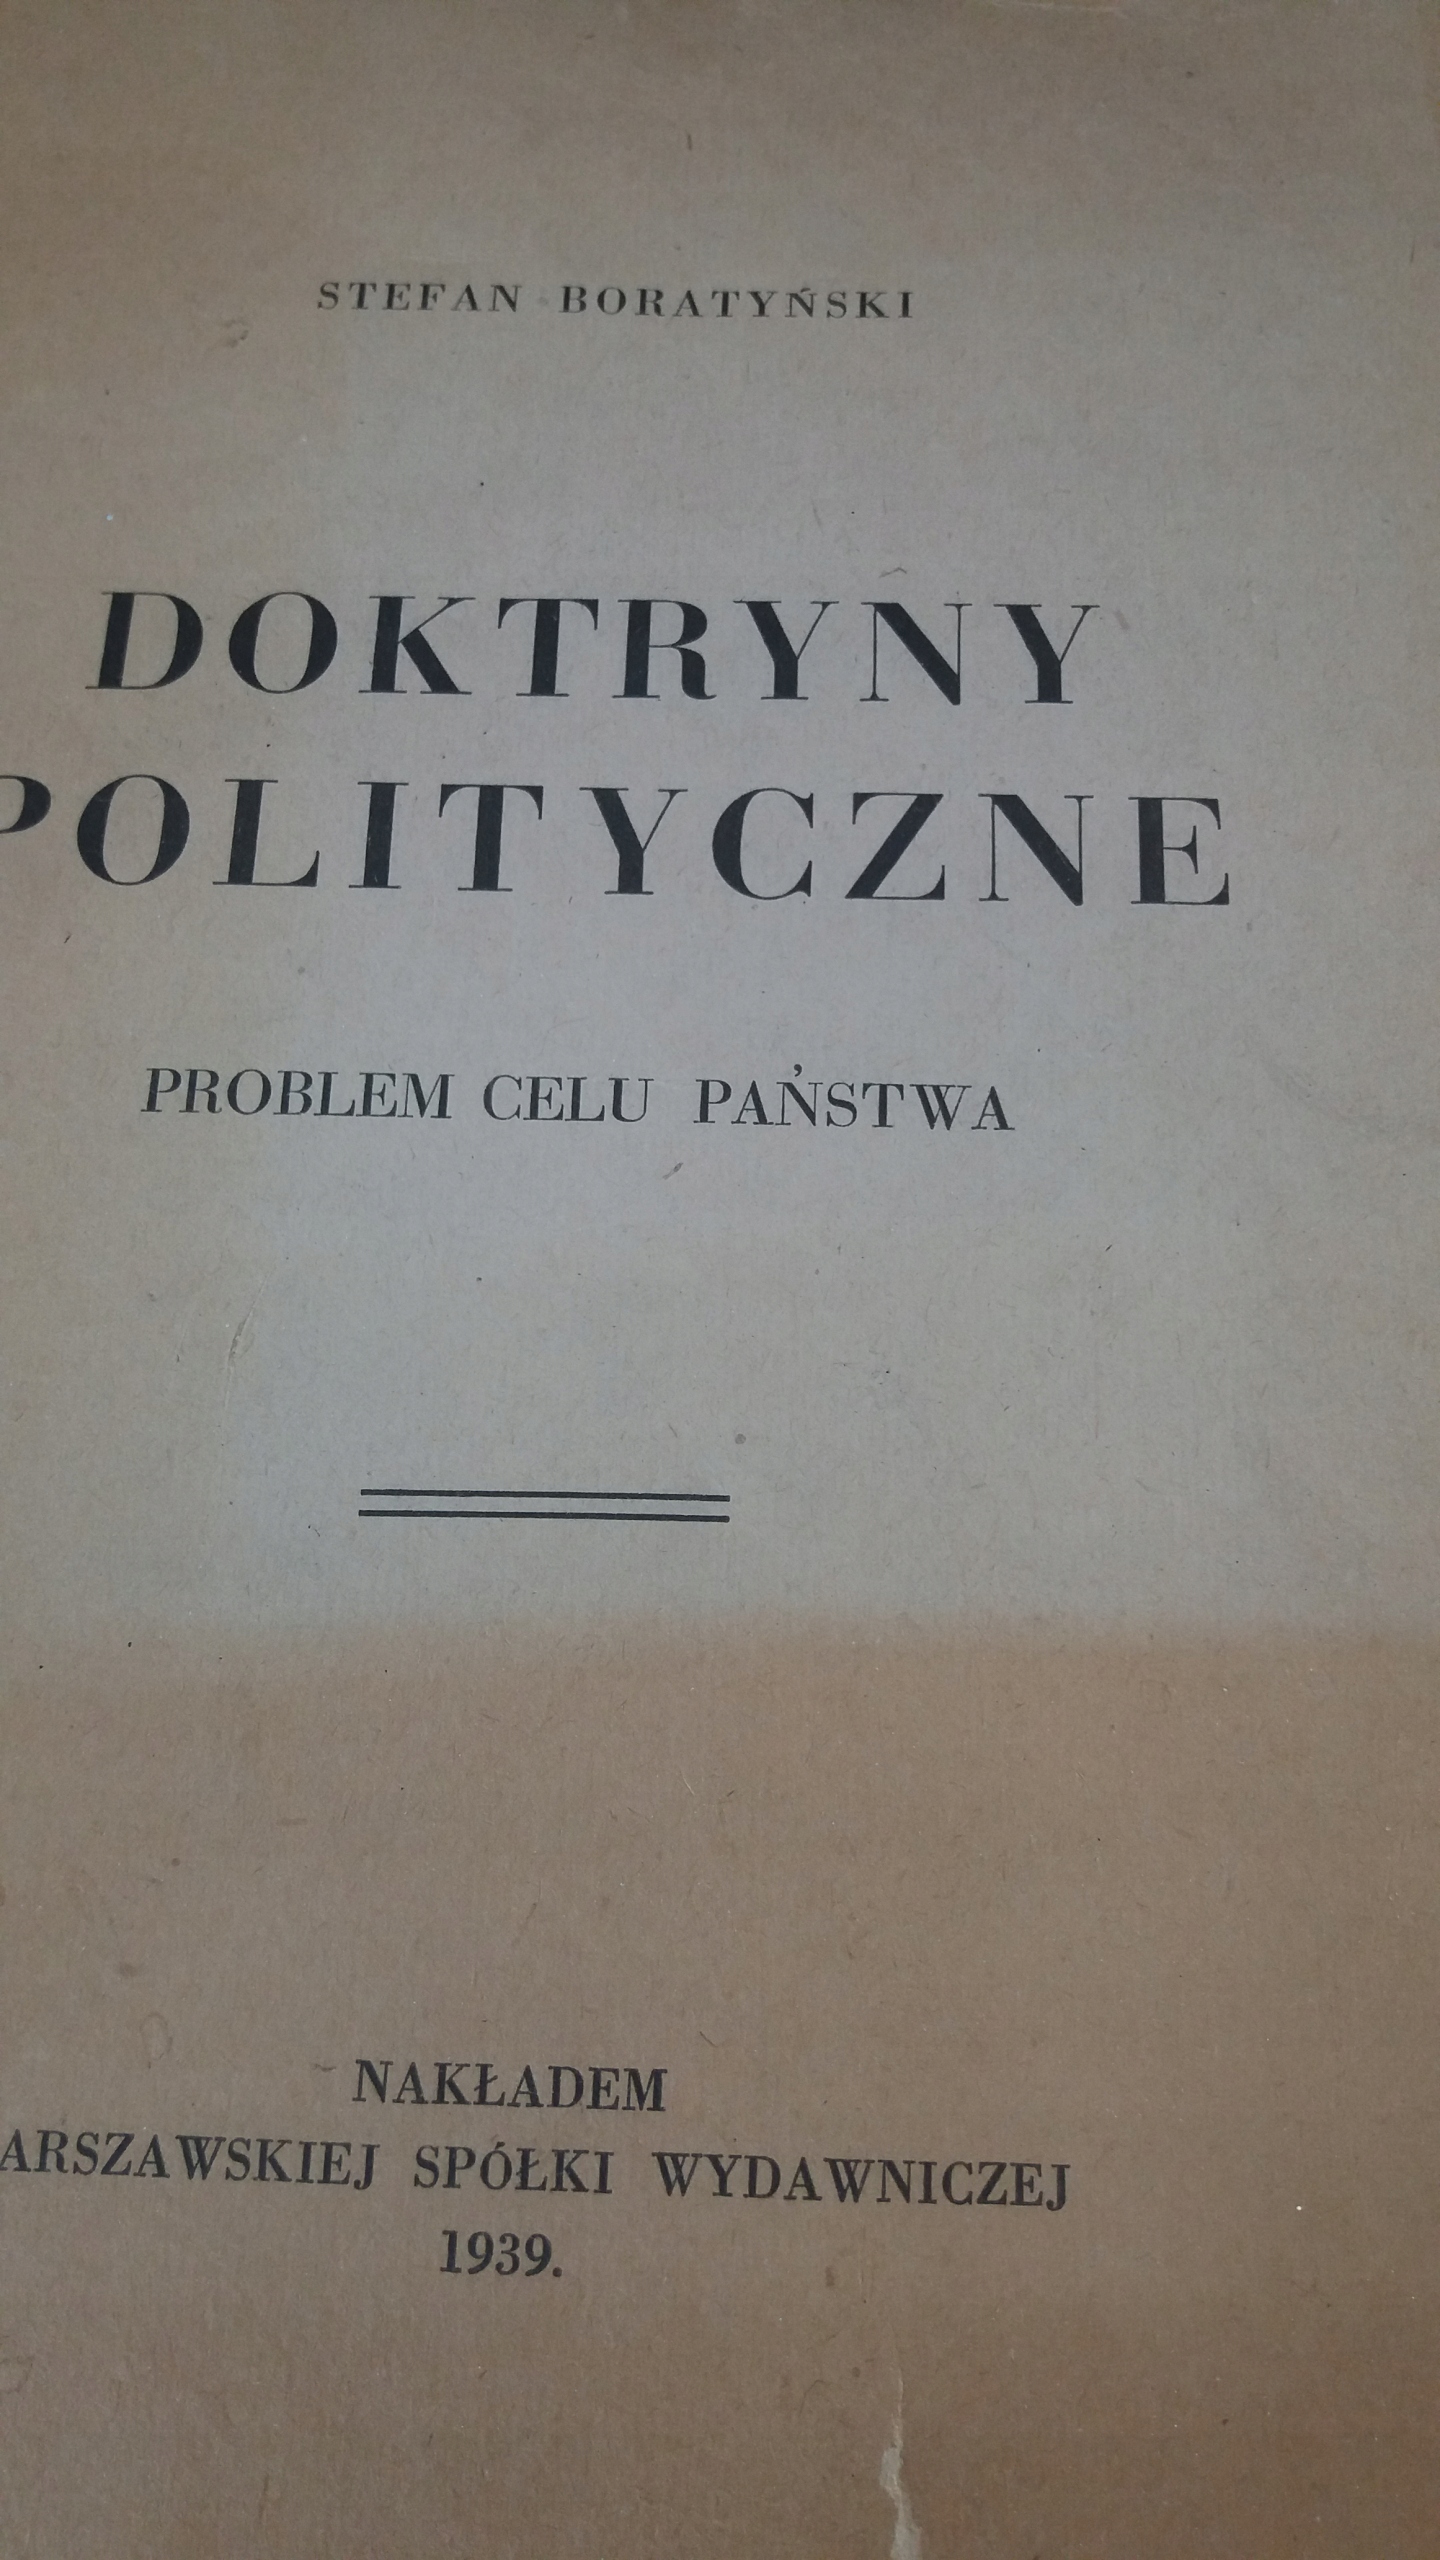 STEFAN BORATYŃSKI
DOKTRYNY
POLITYCZNE
PROBLEM CELU PAŃSTWA
NAKŁADEM
ARSZAWSKIEJ SPÓŁKI WYDAWNICZEJ
1939.